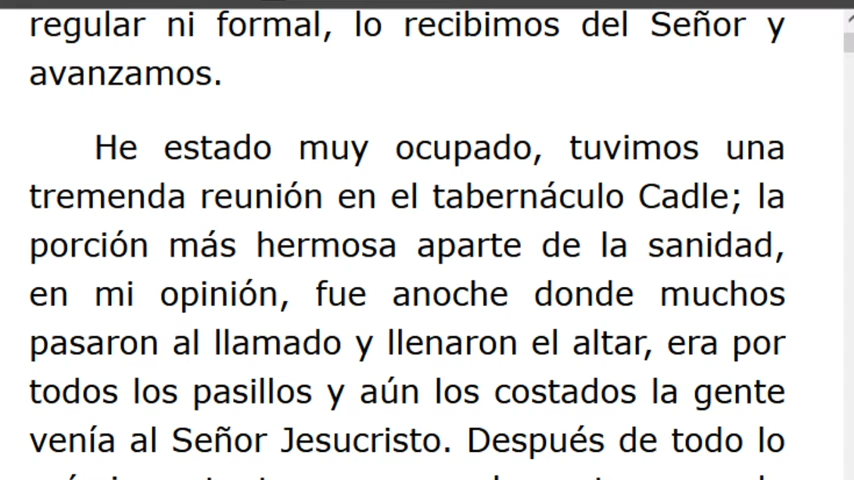 regular ni formal, lo recibimos del Señor y
avanzamos.
He estado muy ocupado, tuvimos una
tremenda reunión en el tabernáculo Cadle; la
porción más hermosa aparte de la sanidad,
en mi opinión, fue anoche donde muchos
pasaron al llamado y llenaron el altar, era por
todos los pasillos y aún los costados la gente
venía al Señor Jesucristo. Después de todo lo